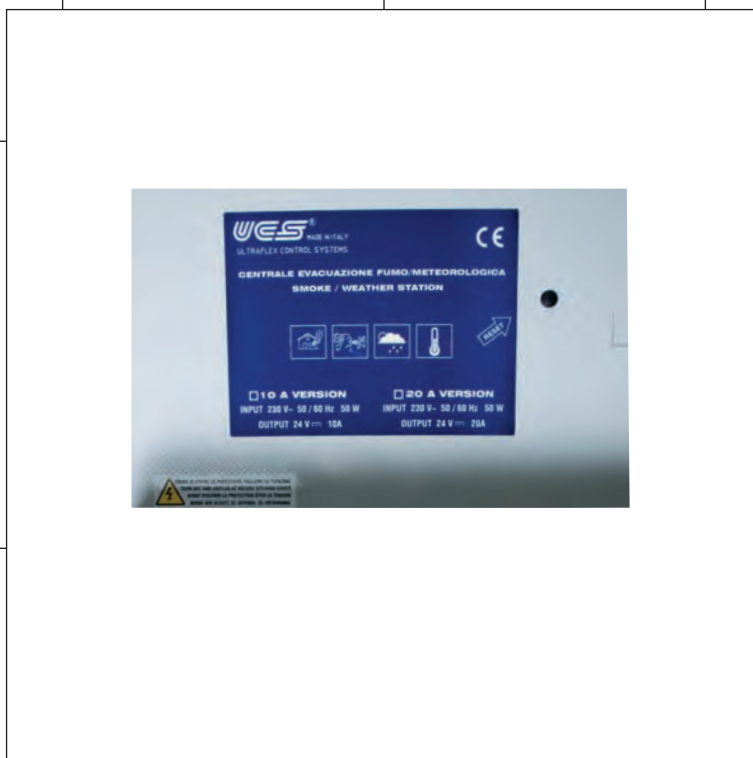 UCS®
MADE IN ITALY
ULTRAFLEX CONTROL SYSTEMS
CE
CENTRALE EVACUAZIONE FUMO/METEOROLOGICA
SMOKE / WEATHER STATION
RESET
10 A VERSION
INPUT 230 V~ 50 / 60 Hz 50 W
OUTPUT 24 V⎓ 10A
20 A VERSION
INPUT 230 V~ 50 / 60 Hz 50 W
OUTPUT 24 V⎓ 20A